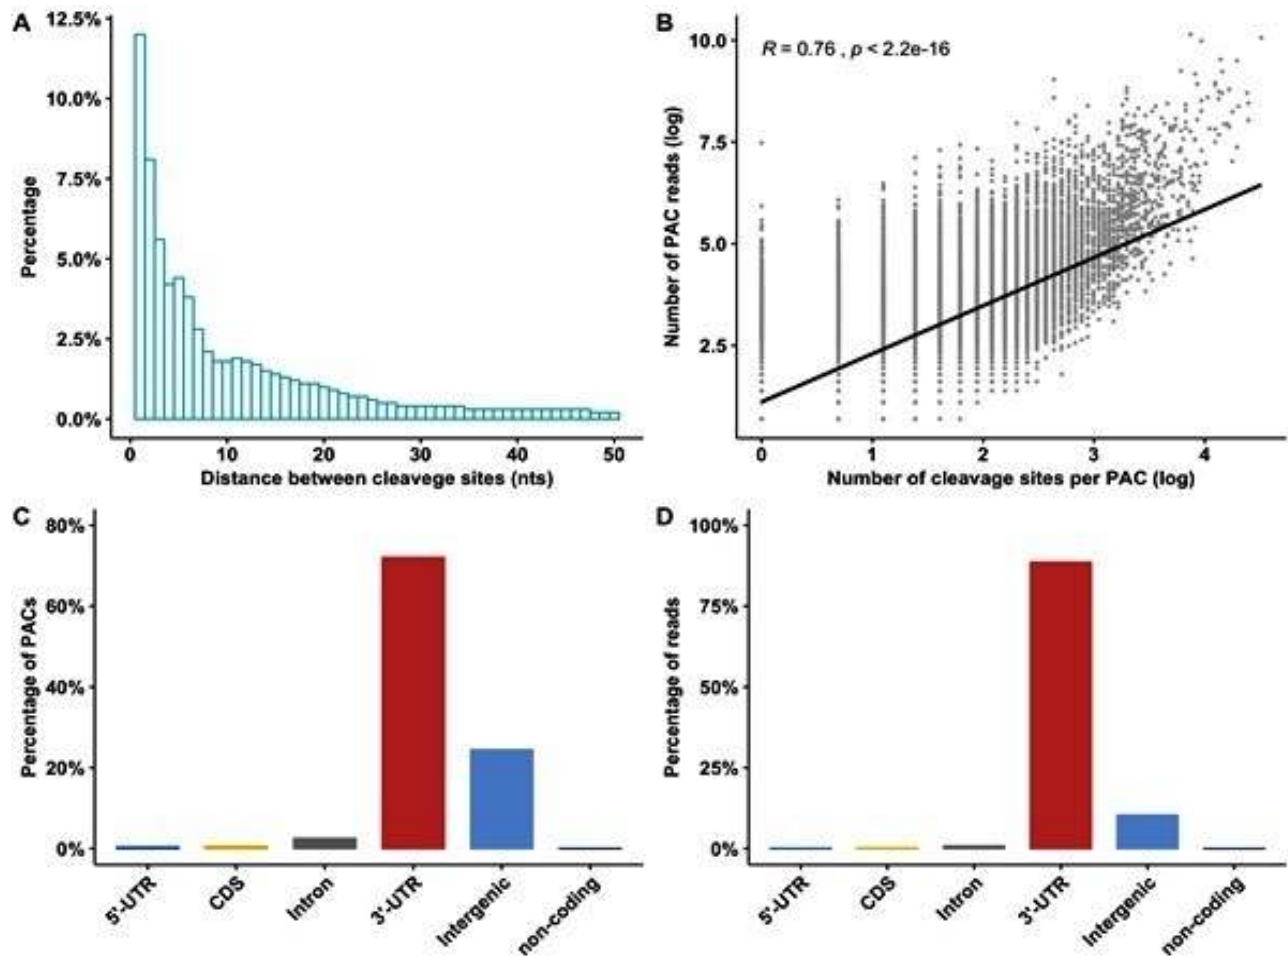 A
12.5%
10.0%
7.5%
5.0%
2.5%
0.0%
Percentage
0 10 20 30 40 50
Distance between cleavege sites (nts)
B
R = 0.76 , p < 2.2e-16
10.0
7.5
5.0
2.5
Number of PAC reads (log)
0 1 2 3 4
Number of cleavage sites per PAC (log)
C
80%
60%
40%
20%
0%
Percentage of PACs
5'-UTR
CDS
Intron
3'-UTR
Intergenic
non-coding
D
100%
75%
50%
25%
0%
Percentage of reads
5'-UTR
CDS
Intron
3'-UTR
Intergenic
non-coding